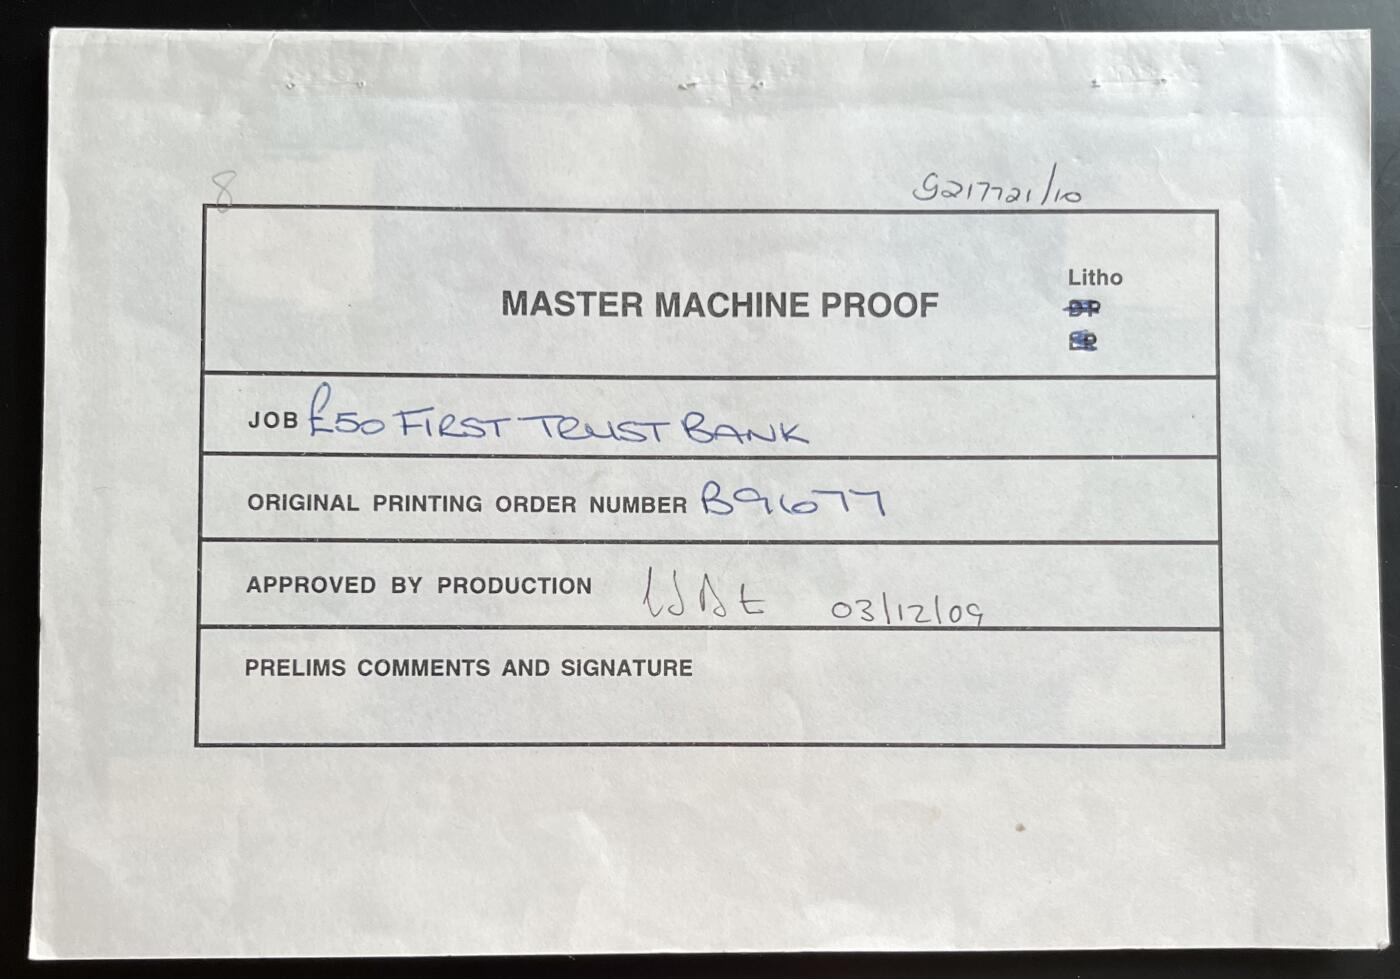 8
G217721/10
MASTER MACHINE PROOF
Litho
DP
JOB £50 FIRST TRUST BANK
ORIGINAL PRINTING ORDER NUMBER B91677
APPROVED BY PRODUCTION 03/12/09
PRELIMS COMMENTS AND SIGNATURE